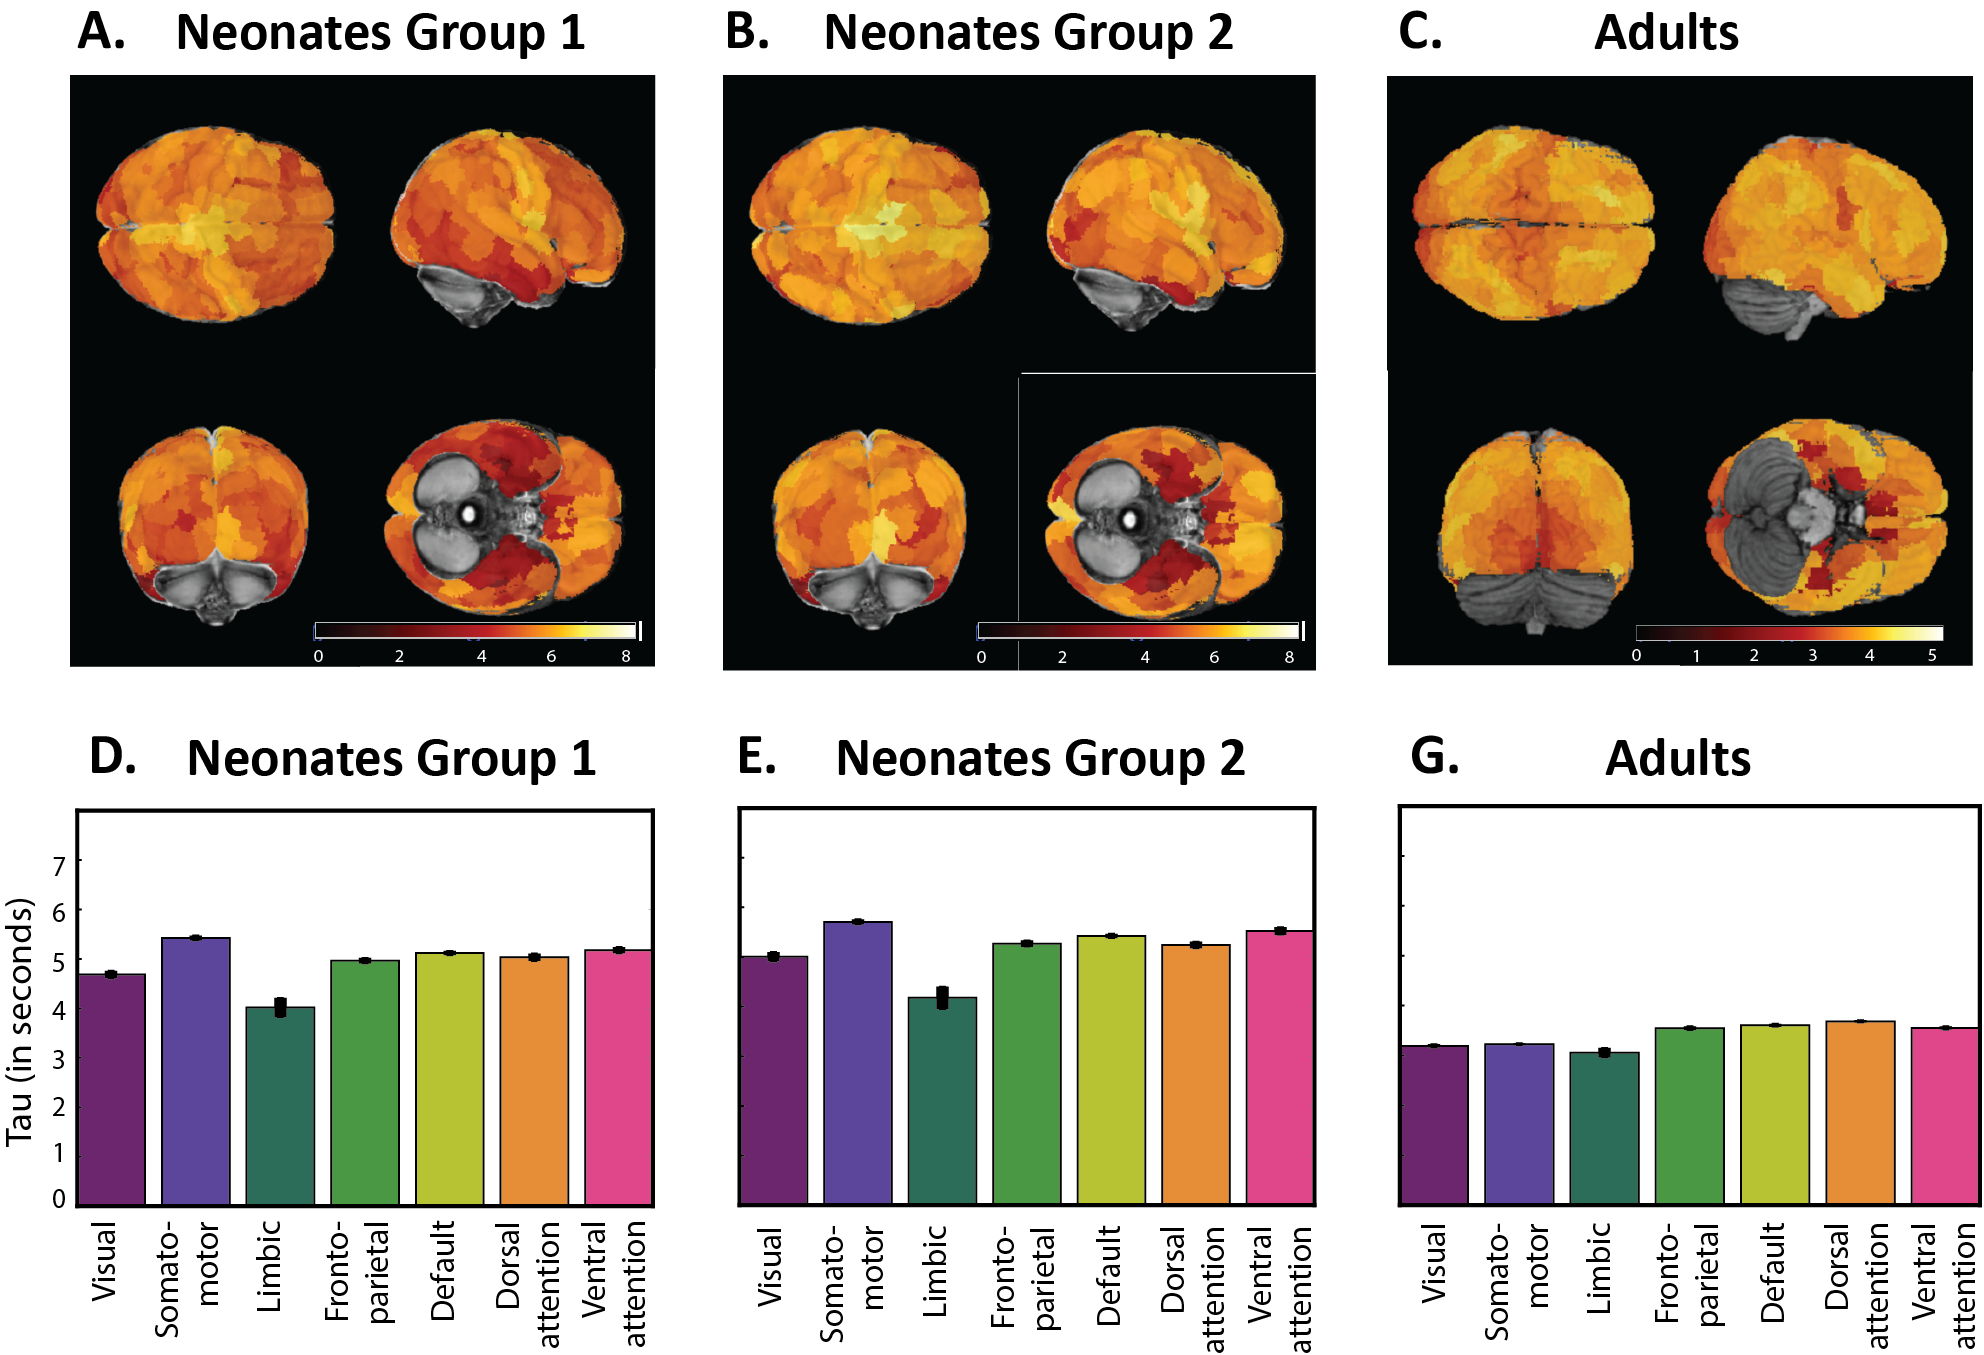 A. Neonates Group 1
B. Neonates Group 2
C. Adults
0 2 4 6 8
0 2 4 6 8
0 1 2 3 4 5
D. Neonates Group 1
E. Neonates Group 2
G. Adults
Tau (in seconds)
7
6
5
4
3
2
1
0
Visual
Somato-
motor
Limbic
Fronto-
parietal
Default
Dorsal
attention
Ventral
attention
Visual
Somato-
motor
Limbic
Fronto-
parietal
Default
Dorsal
attention
Ventral
attention
Visual
Somato-
motor
Limbic
Fronto-
parietal
Default
Dorsal
attention
Ventral
attention